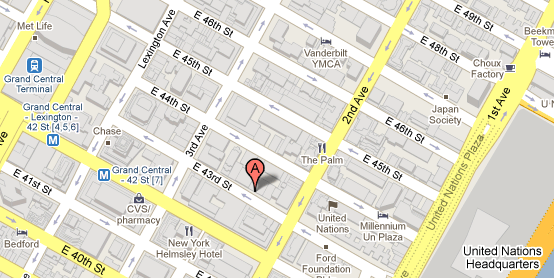 E 46th St
E 49th St
Met Life
Lexington Ave
Vanderbilt
YMCA
E 48th St
Beekm
Tower
Choux
Factory
Grand Central
Terminal
E 45th St
1st Ave
Grand Central
- Lexington -
42 St [4,5,6]
E 44th St
2nd Ave
Japan
Society
E 46th St
Chase
3rd Ave
The Palm
E 45th St
United Nations Plaza
Grand Central
- 42 St [7]
E 43rd St
A
E 41st St
CVS/
pharmacy
United
Nations
Millennium
Un Plaza
Bedford
E 40th St
New York
Helmsley Hotel
Ford
Foundation
United Nations
Headquarters